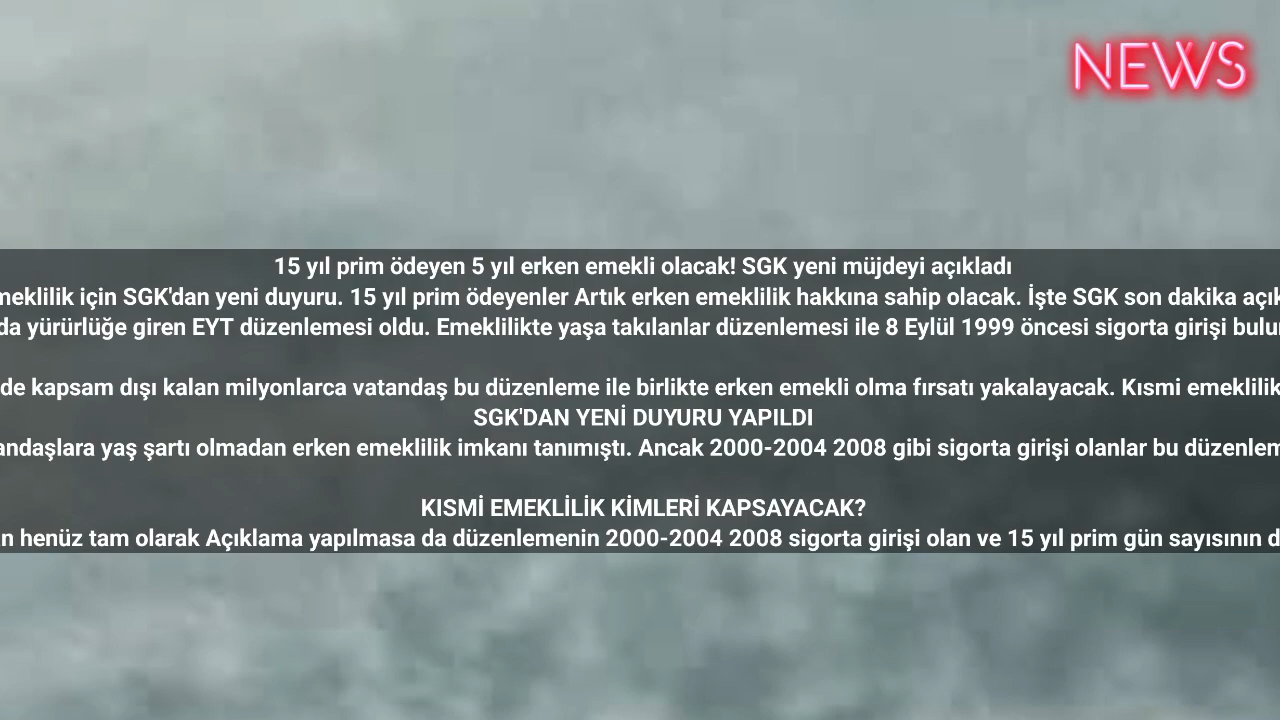 NEWS
15 yıl prim ödeyen 5 yıl erken emekli olacak! SGK yeni müjdeyi açıkladı
meklilik için SGK'dan yeni duyuru. 15 yıl prim ödeyenler Artık erken emeklilik hakkına sahip olacak. İşte SGK son dakika açık
da yürürlüğe giren EYT düzenlemesi oldu. Emeklilikte yaşa takılanlar düzenlemesi ile 8 Eylül 1999 öncesi sigorta girişi bulun
de kapsam dışı kalan milyonlarca vatandaş bu düzenleme ile birlikte erken emekli olma fırsatı yakalayacak. Kısmi emeklilik
SGK'DAN YENİ DUYURU YAPILDI
andaşlara yaş şartı olmadan erken emeklilik imkanı tanımıştı. Ancak 2000-2004 2008 gibi sigorta girişi olanlar bu düzenlem
KISMİ EMEKLİLİK KİMLERİ KAPSAYACAK?
n henüz tam olarak Açıklama yapılmasa da düzenlemenin 2000-2004 2008 sigorta girişi olan ve 15 yıl prim gün sayısının d